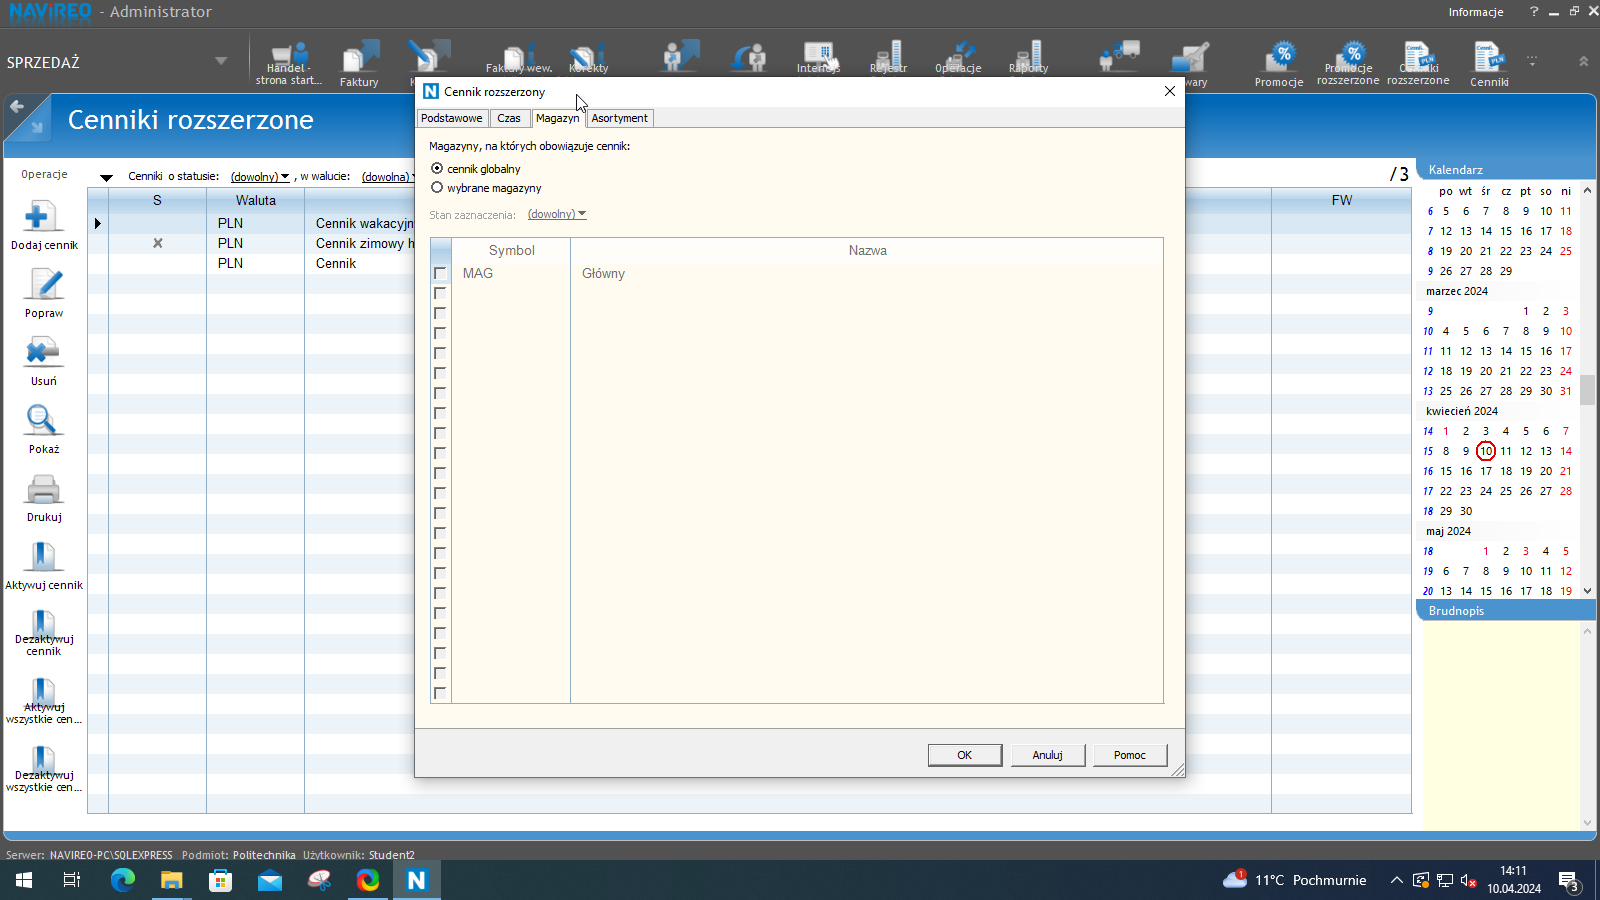 NAVIREO - Administrator
Informacje
SPRZEDAŻ
Handel -
strona start...
Faktury
Faktury wew.
Korekty
Rejestr
Operacje
Raporty
Promocje
Promocje
rozszerzone
Cenniki
rozszerzone
Cenniki
Cenniki rozszerzone
Operacje
Dodaj cennik
Popraw
Usuń
Pokaż
Drukuj
Aktywuj cennik
Dezaktywuj
cennik
Aktywuj
wszystkie cen...
Dezaktywuj
wszystkie cen...
Cenniki o statusie: (dowolny) , w walucie: (dowolna)
/3
S Waluta FW
PLN Cennik wakacyjn
PLN Cennik zimowy h
PLN Cennik
Cennik rozszerzony
Podstawowe Czas Magazyn Asortyment
Magazyny, na których obowiązuje cennik:
cennik globalny
wybrane magazyny
Stan zaznaczenia: (dowolny)
Symbol Nazwa
MAG Główny
OK Anuluj Pomoc
Kalendarz
po wt śr cz pt so ni
6 5 6 7 8 9 10 11
7 12 13 14 15 16 17 18
8 19 20 21 22 23 24 25
9 26 27 28 29
marzec 2024
9 1 2 3
10 4 5 6 7 8 9 10
11 11 12 13 14 15 16 17
12 18 19 20 21 22 23 24
13 25 26 27 28 29 30 31
kwiecień 2024
14 1 2 3 4 5 6 7
15 8 9 10 11 12 13 14
16 15 16 17 18 19 20 21
17 22 23 24 25 26 27 28
18 29 30
maj 2024
18 1 2 3 4 5
19 6 7 8 9 10 11 12
20 13 14 15 16 17 18 19
Brudnopis
Serwer: NAVIREO-PC\SQLEXPRESS Podmiot: Politechnika Użytkownik: Student2
1
11°C Pochmurnie
14:11
10.04.2024
3